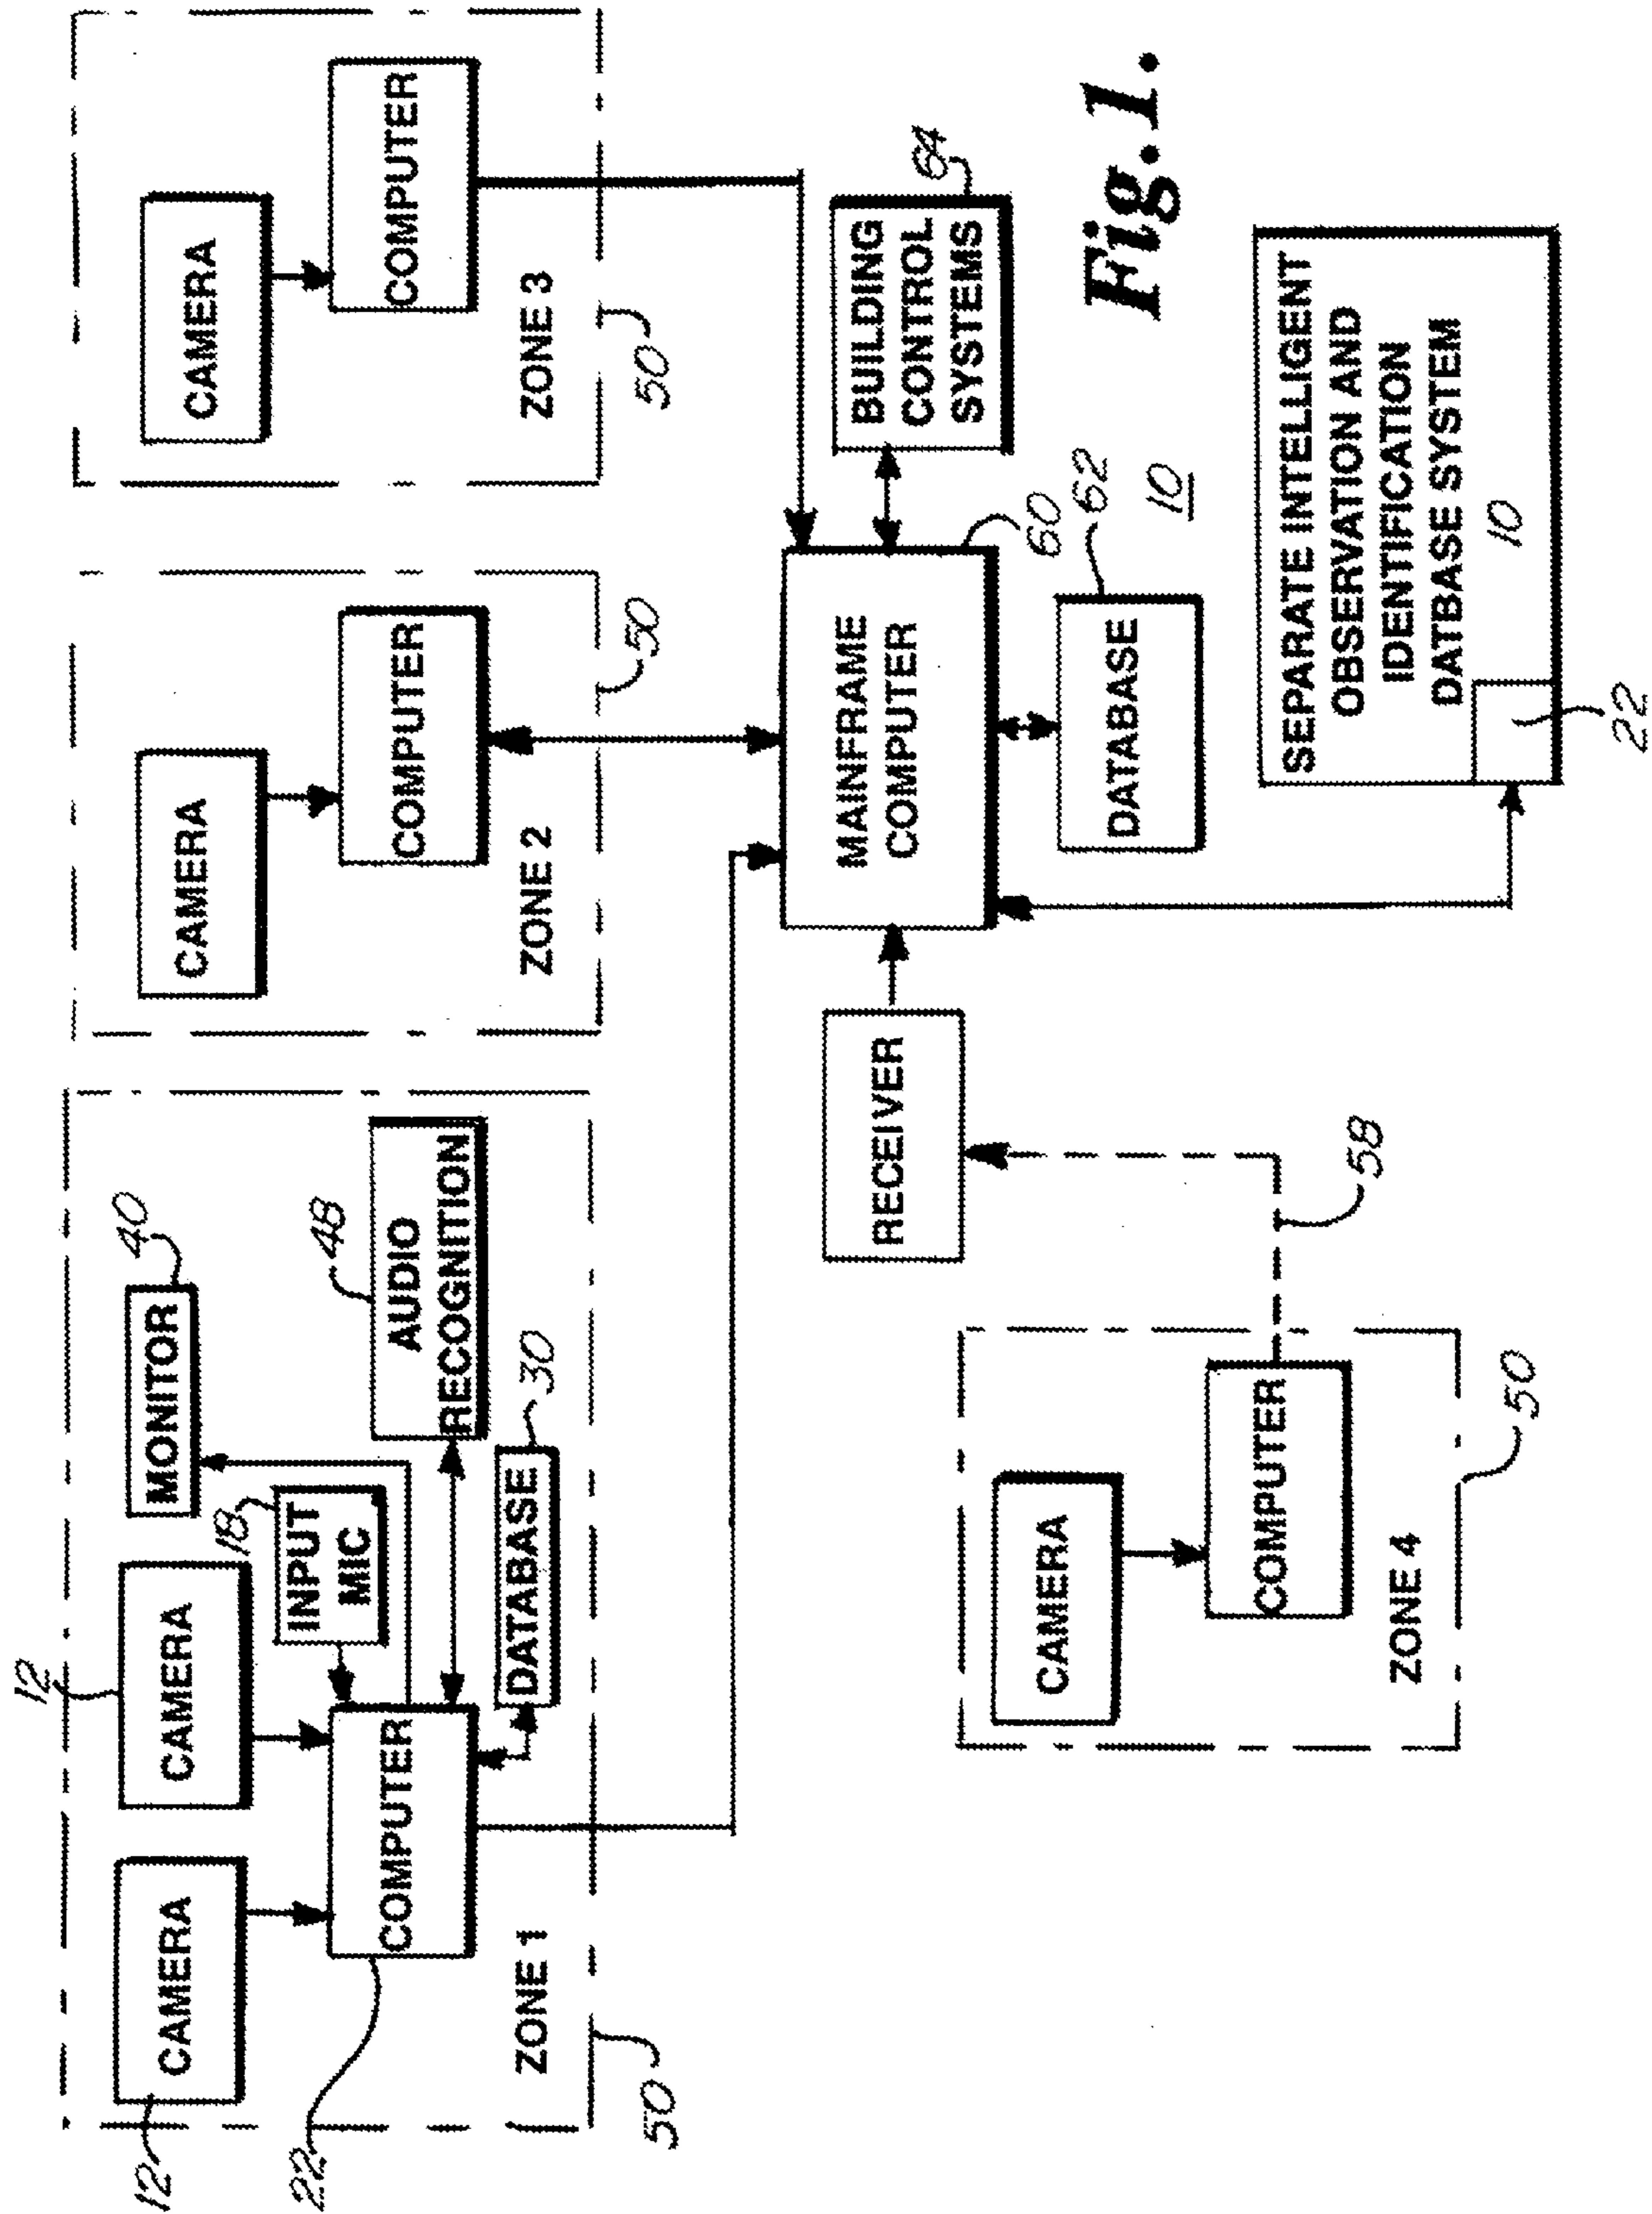 12
CAMERA
12
CAMERA
MONITOR
40
18
INPUT
MIC
22
COMPUTER
48
AUDIO
RECOGNITION
DATABASE
30
ZONE 1
50
CAMERA
COMPUTER
ZONE 2
50
CAMERA
COMPUTER
ZONE 3
50
RECEIVER
MAINFRAME
COMPUTER
60
BUILDING
CONTROL
SYSTEMS
64
DATABASE
62
10
Fig.1.
CAMERA
COMPUTER
ZONE 4
50
58
SEPARATE INTELLIGENT
OBSERVATION AND
IDENTIFICATION
DATBASE SYSTEM
10
22